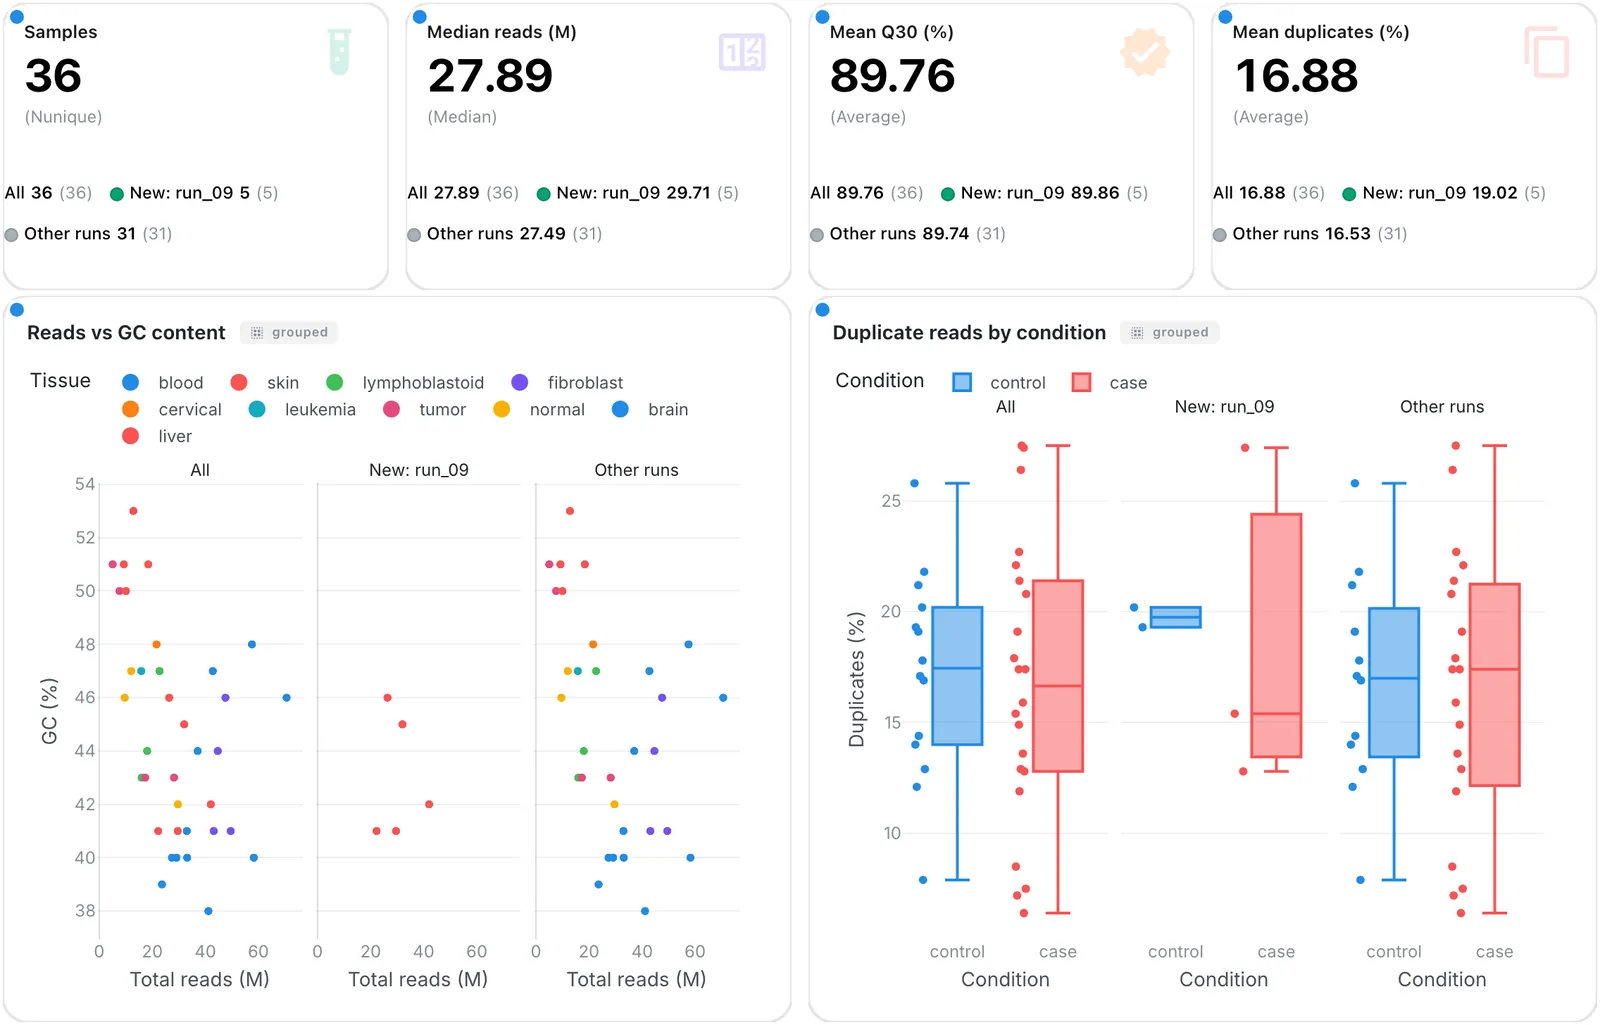 Samples
36
(Nunique)
All 36 (36) New: run_09 5 (5)
Other runs 31 (31)
Median reads (M)
27.89
(Median)
All 27.89 (36) New: run_09 29.71 (5)
Other runs 27.49 (31)
Mean Q30 (%)
89.76
(Average)
All 89.76 (36) New: run_09 89.86 (5)
Other runs 89.74 (31)
Mean duplicates (%)
16.88
(Average)
All 16.88 (36) New: run_09 19.02 (5)
Other runs 16.53 (31)
Reads vs GC content grouped
Tissue blood skin lymphoblastoid fibroblast
cervical leukemia tumor normal brain
liver
All New: run_09 Other runs
54
52
50
48
46
44
42
40
38
GC (%)
0 20 40 60 0 20 40 60 0 20 40 60
Total reads (M) Total reads (M) Total reads (M)
Duplicate reads by condition grouped
Condition control case
All New: run_09 Other runs
25
20
15
10
Duplicates (%)
control case control case control case
Condition Condition Condition